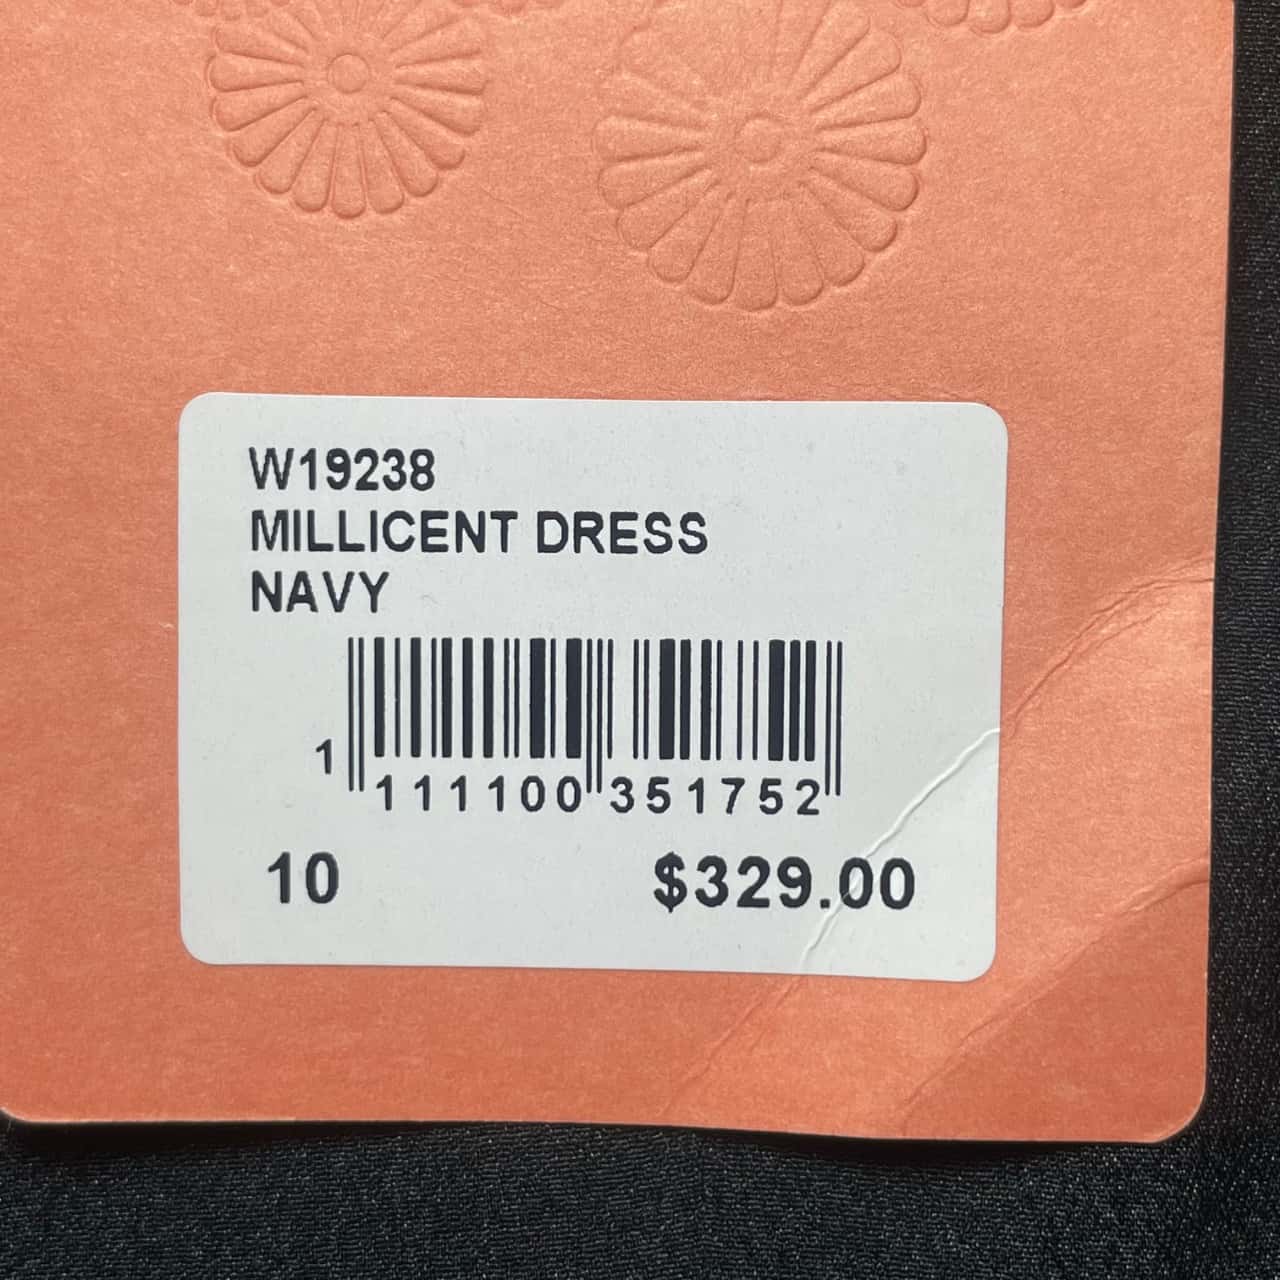 W19238
MILLICENT DRESS
NAVY
1 111100 351752
10 $329.00